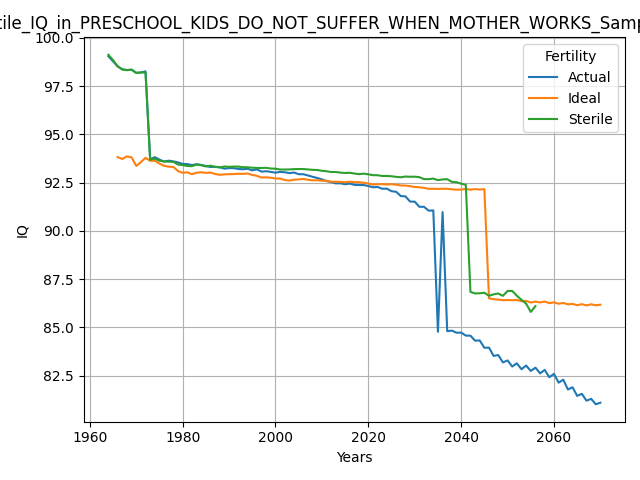 tile_IQ_in_PRESCHOOL_KIDS_DO_NOT_SUFFER_WHEN_MOTHER_WORKS_Samp
100.0
97.5
95.0
92.5
90.0
87.5
85.0
82.5
IQ
Fertility
Actual
Ideal
Sterile
1960
1980
2000
2020
2040
2060
Years